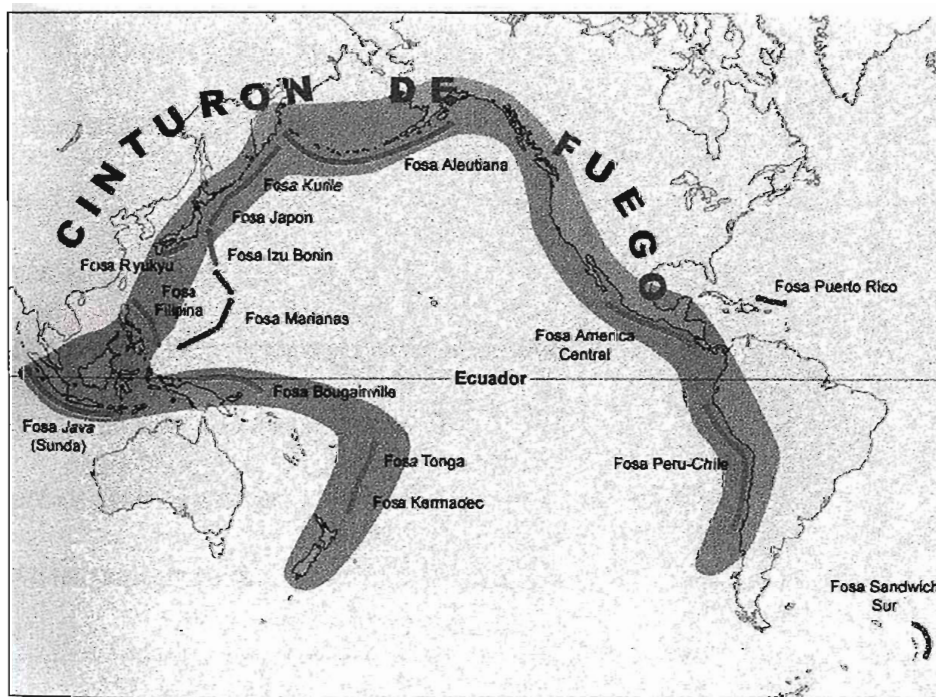 CINTURON DE FUEGO
Fosa Aleutiana
Fosa Kurile
Fosa Japon
Fosa Izu Bonin
Fosa Ryukyu
Fosa
Filipina
Fosa Marianas
Fosa Puerto Rico
Fosa America
Central
Ecuador
Fosa Bougainville
Fosa Java
(Sunda)
Fosa Tonga
Fosa Peru-Chile
Fosa Kermadec
Fosa Sandwich
Sur